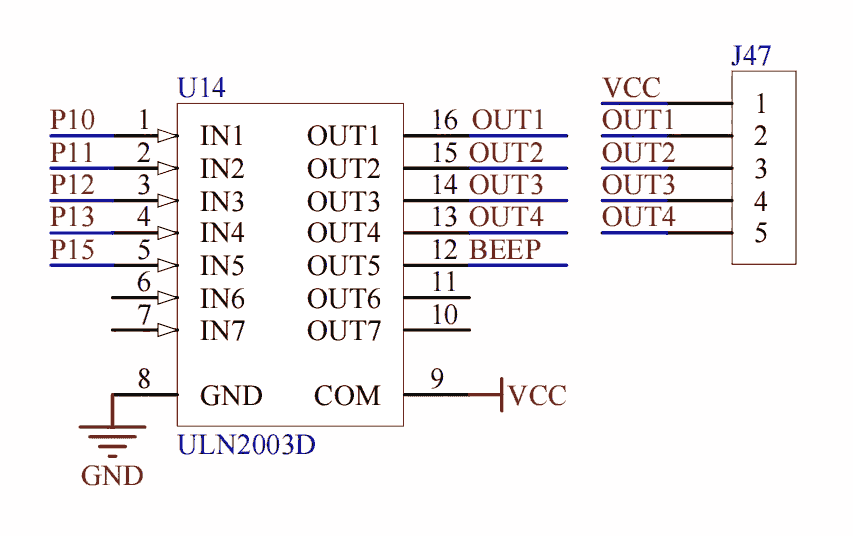 J47
U14
VCC 1
P10 1 IN1 OUT1 16 OUT1 OUT1 2
P11 2 IN2 OUT2 15 OUT2 OUT2 3
P12 3 IN3 OUT3 14 OUT3 OUT3 4
P13 4 IN4 OUT4 13 OUT4 OUT4 5
P15 5 IN5 OUT5 12 BEEP
6 IN6 OUT6 11
7 IN7 OUT7 10
8 GND COM 9 VCC
ULN2003D
GND